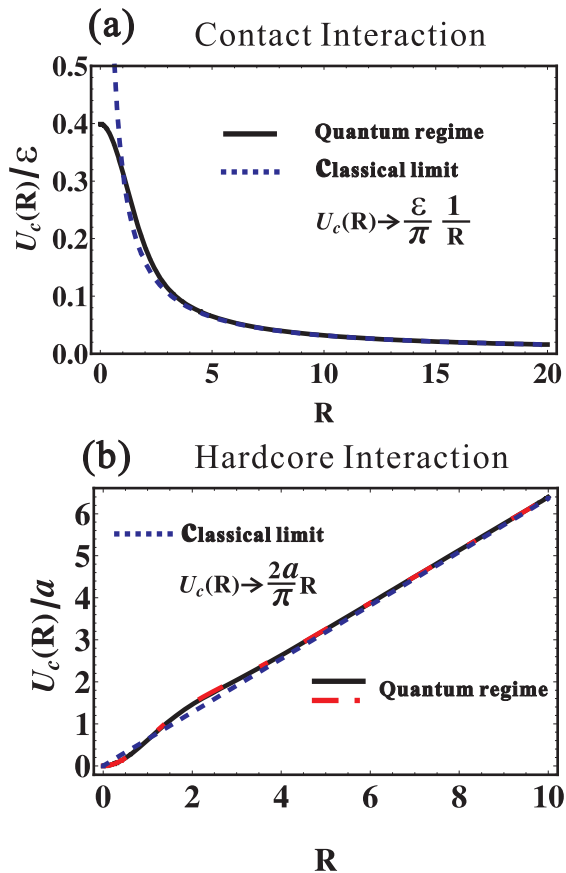 (a) Contact Interaction
0.5
0.4
0.3
0.2
0.1
0.0
U_c(R)/ε
Quantum regime
Classical limit
U_c(R)→ ε/π 1/R
0 5 10 15 20
R
(b) Hardcore Interaction
6
5
4
3
2
1
0
U_c(R)/a
Classical limit
U_c(R)→ 2a/π R
Quantum regime
0 2 4 6 8 10
R